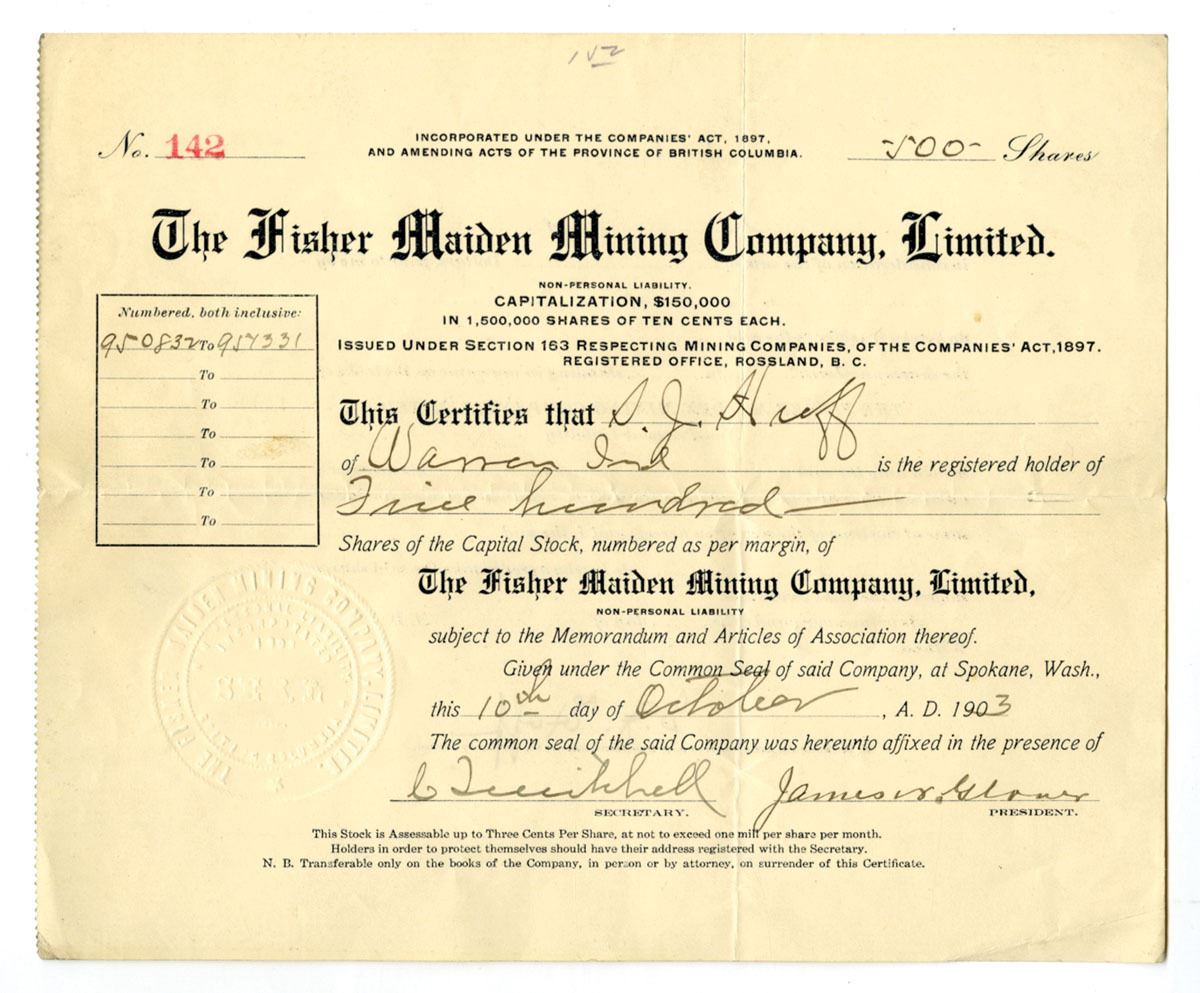 152
No. 142
INCORPORATED UNDER THE COMPANIES' ACT, 1897,
AND AMENDING ACTS OF THE PROVINCE OF BRITISH COLUMBIA.
-500- Shares
The Fisher Maiden Mining Company, Limited.
NON-PERSONAL LIABILITY.
CAPITALIZATION, $150,000
IN 1,500,000 SHARES OF TEN CENTS EACH.
ISSUED UNDER SECTION 163 RESPECTING MINING COMPANIES, OF THE COMPANIES' ACT, 1897.
REGISTERED OFFICE, ROSSLAND, B. C.
Numbered, both inclusive:
950832 To 957331
To
To
To
To
To
To
This Certifies that S. J. Huff
of Warren Ind is the registered holder of
Five hundred
Shares of the Capital Stock, numbered as per margin, of
The Fisher Maiden Mining Company, Limited,
NON-PERSONAL LIABILITY
subject to the Memorandum and Articles of Association thereof.
Given under the Common Seal of said Company, at Spokane, Wash.,
this 10th day of October, A. D. 1903
The common seal of the said Company was hereunto affixed in the presence of
James N. Glover
SECRETARY. PRESIDENT.
This Stock is Assessable up to Three Cents Per Share, at not to exceed one mill per share per month.
Holders in order to protect themselves should have their address registered with the Secretary.
N. B. Transferable only on the books of the Company, in person or by attorney, on surrender of this Certificate.
THE FISHER MAIDEN MINING COMPANY, LIMITED.
SEAL